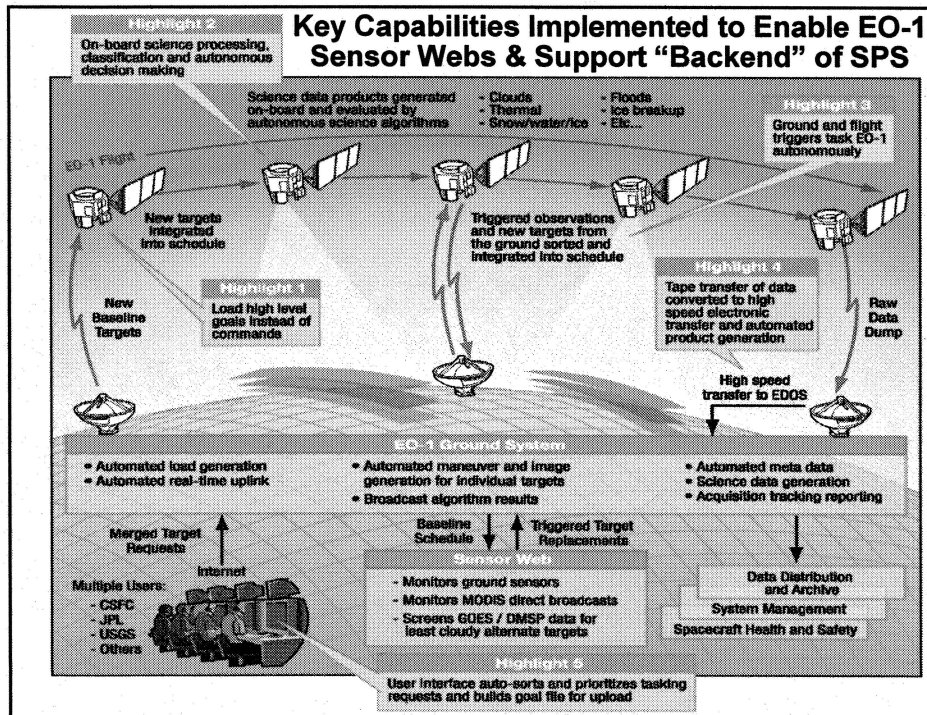 Key Capabilities Implemented to Enable EO-1
Sensor Webs & Support “Backend” of SPS
Highlight 2
On-board science processing,
classification and autonomous
decision making
Science data products generated
on-board and evaluated by
autonomous science algorithms
- Clouds
- Thermal
- Snow/water/ice
- Floods
- Ice breakup
- Etc...
Highlight 3
Ground and flight
triggers task EO-1
autonomously
EO-1 Flight
New targets
integrated
into schedule
Triggered observations
and new targets from
the ground sorted and
integrated into schedule
Highlight 1
Load high level
goals instead of
commands
New
Baseline
Targets
Highlight 4
Tape transfer of data
converted to high
speed electronic
transfer and automated
product generation
Raw
Data
Dump
High speed
transfer to EDOS
EO-1 Ground System
• Automated load generation
• Automated real-time uplink
• Automated maneuver and image
generation for individual targets
• Broadcast algorithm results
• Automated meta data
• Science data generation
• Acquisition tracking reporting
Merged Target
Requests
Internet
Baseline
Schedule
Triggered Target
Replacements
Multiple Users:
- CSFC
- JPL
- USGS
- Others
Sensor Web
- Monitors ground sensors
- Monitors MODIS direct broadcasts
- Screens GOES / DMSP data for
least cloudy alternate targets
Data Distribution
and Archive
System Management
Spacecraft Health and Safety
Highlight 5
User Interface auto-sorts and prioritizes tasking
requests and builds goal file for upload